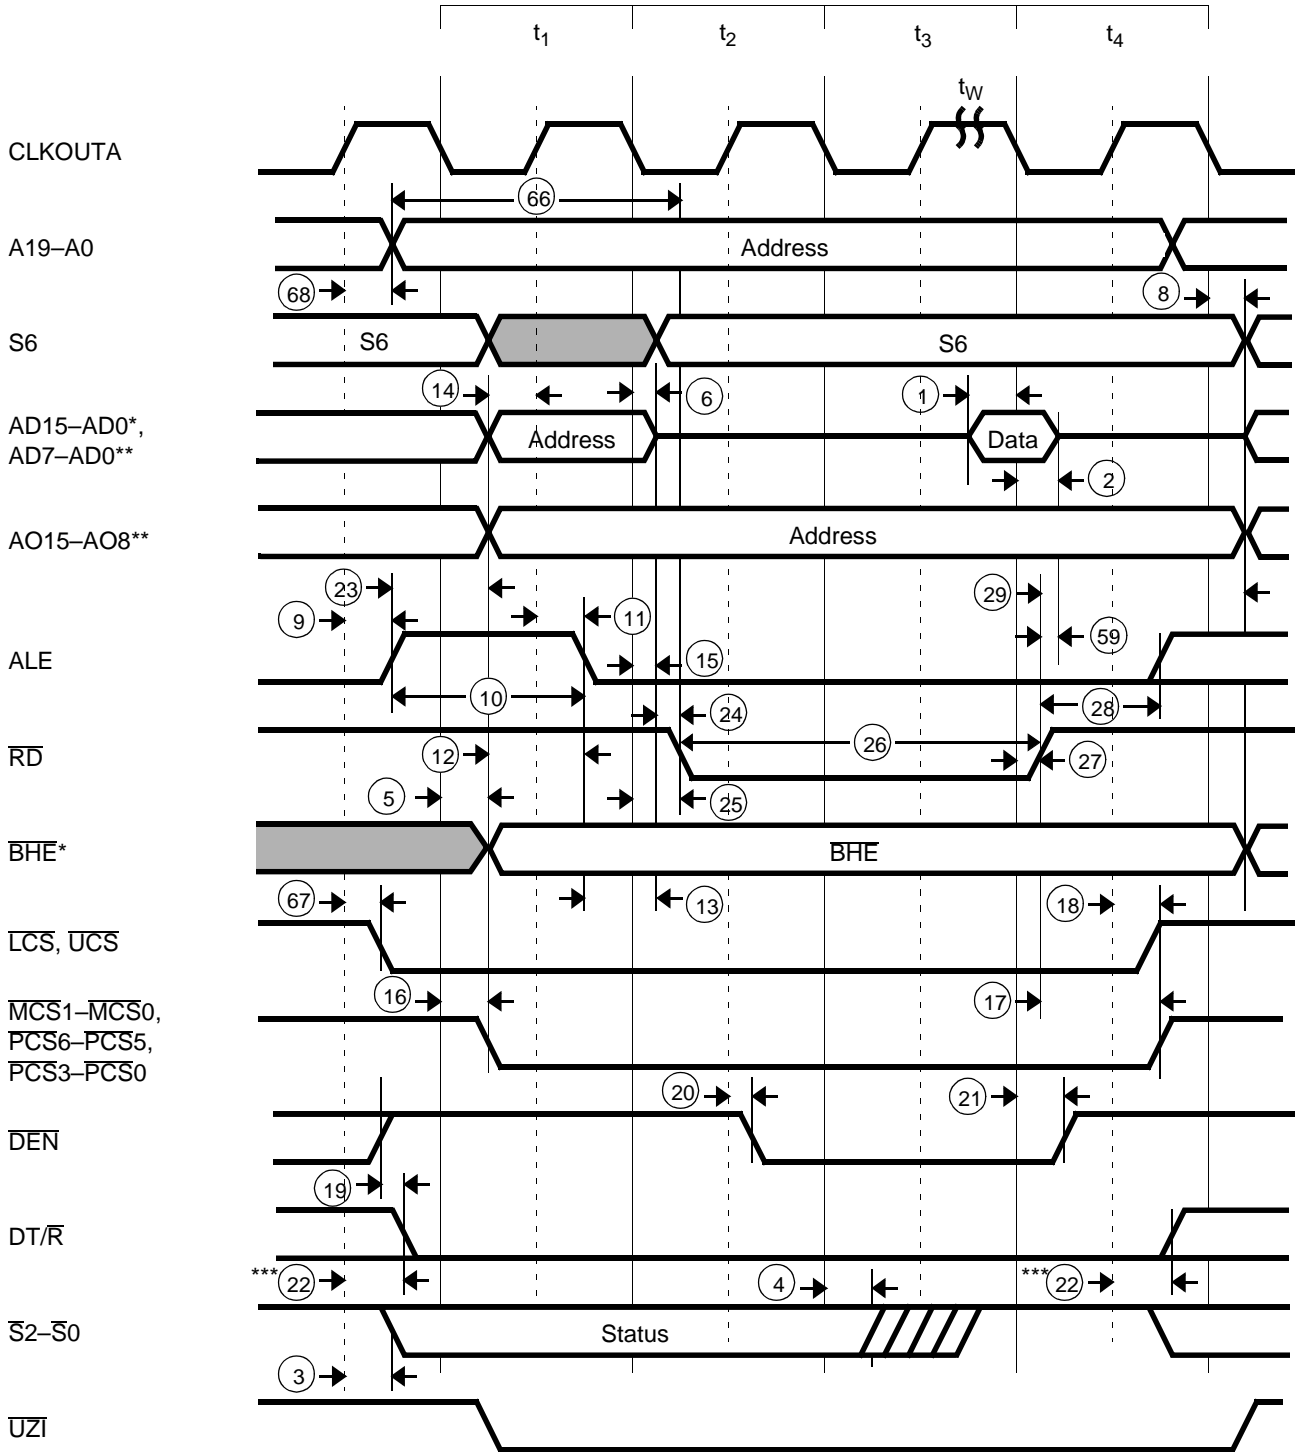 t1 t2 t3 t4
tW
CLKOUTA
66
A19–A0 Address
68 8
S6 S6 S6
14 6 1
AD15–AD0*,
AD7–AD0** Address Data
2
AO15–AO8** Address
23 29
9 11 59
ALE 15
10 24 28
RD 12 26 27
5 25
BHE* BHE
67 13 18
LCS, UCS
16 17
MCS1–MCS0,
PCS6–PCS5,
PCS3–PCS0
20 21
DEN
19
DT/R
***22 4 ***22
S2–S0 Status
3
UZI